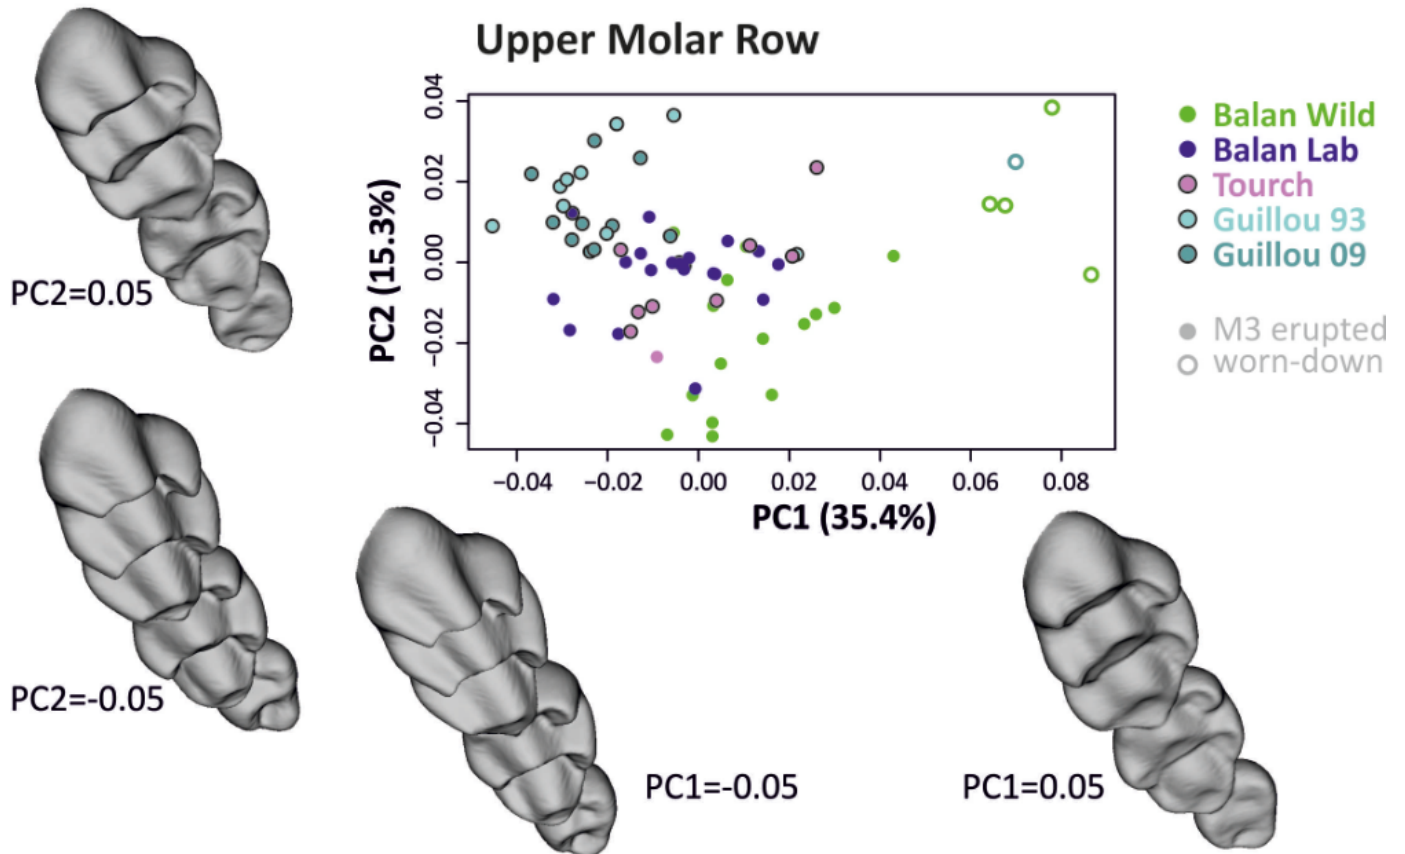 Upper Molar Row
0.04
0.02
0.00
−0.02
−0.04
PC2 (15.3%)
−0.04 −0.02 0.00 0.02 0.04 0.06 0.08
PC1 (35.4%)
Balan Wild
Balan Lab
Tourch
Guillou 93
Guillou 09
M3 erupted
worn-down
PC2=0.05
PC2=-0.05
PC1=-0.05
PC1=0.05